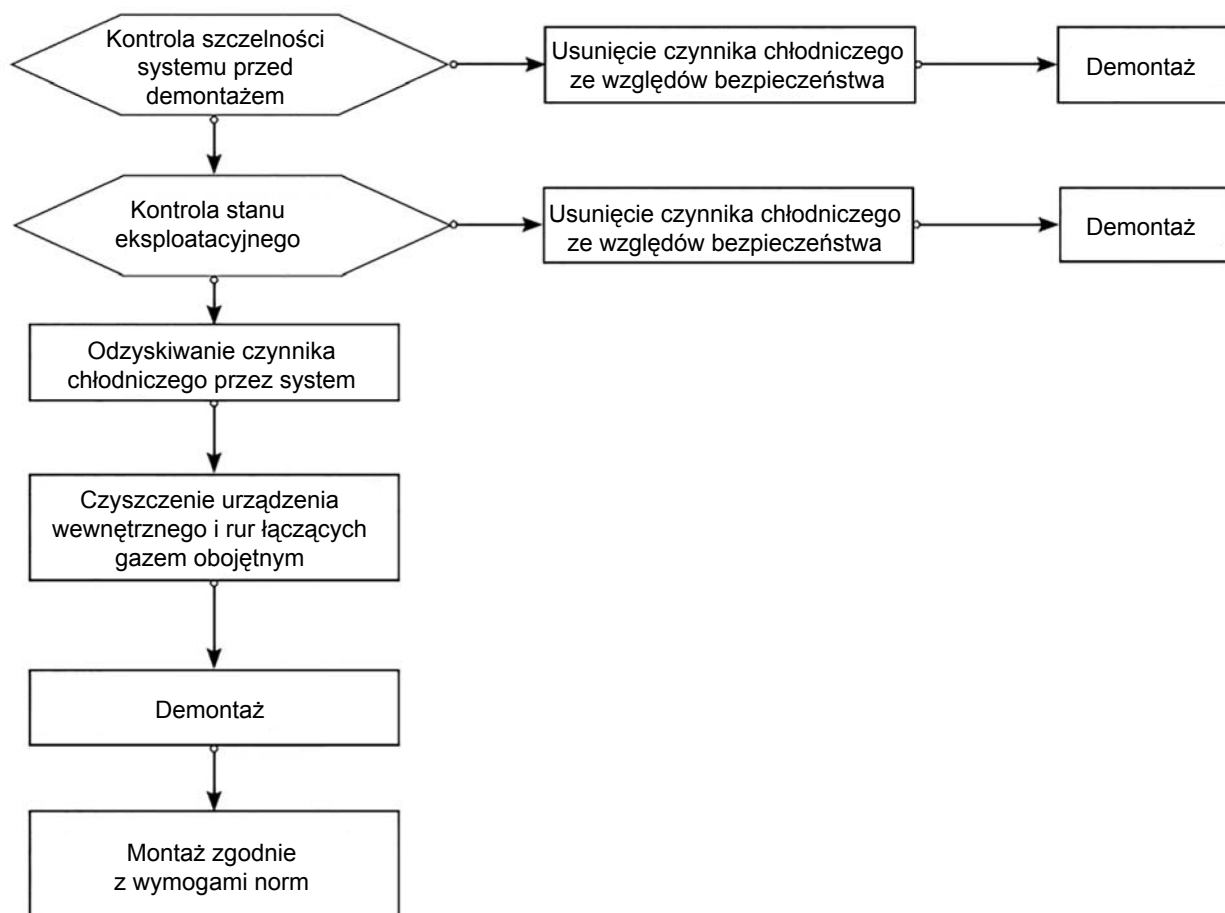 Kontrola szczelności
systemu przed
demontażem
Usunięcie czynnika chłodniczego
ze względów bezpieczeństwa
Demontaż
Kontrola stanu
eksploatacyjnego
Usunięcie czynnika chłodniczego
ze względów bezpieczeństwa
Demontaż
Odzyskiwanie czynnika
chłodniczego przez system
Czyszczenie urządzenia
wewnętrznego i rur łączących
gazem obojętnym
Demontaż
Montaż zgodnie
z wymogami norm